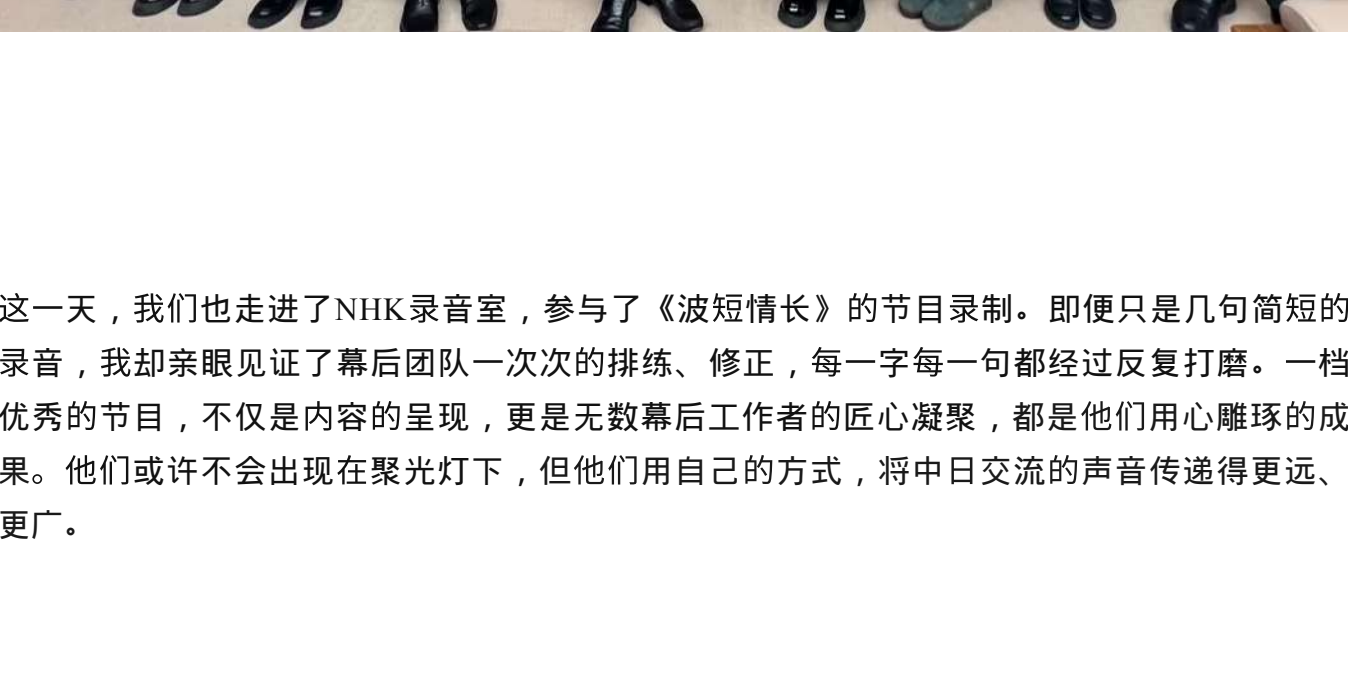 这一天，我们也走进了NHK录音室，参与了《波短情长》的节目录制。即便只是几句简短的
录音，我却亲眼见证了幕后团队一次次的排练、修正，每一字每一句都经过反复打磨。一档
优秀的节目，不仅是内容的呈现，更是无数幕后工作者的匠心凝聚，都是他们用心雕琢的成
果。他们或许不会出现在聚光灯下，但他们用自己的方式，将中日交流的声音传递得更远、
更广。